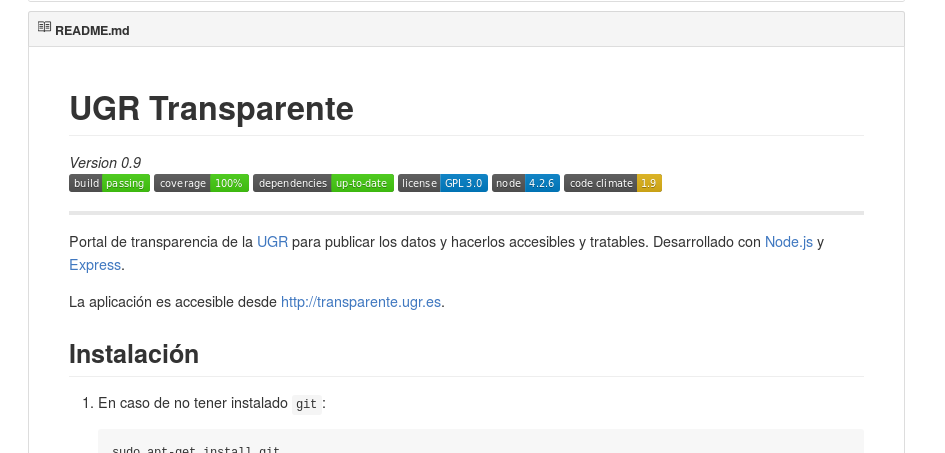 README.md
UGR Transparente
Version 0.9
build passing coverage 100% dependencies up-to-date license GPL 3.0 node 4.2.6 code climate 1.9
Portal de transparencia de la UGR para publicar los datos y hacerlos accesibles y tratables. Desarrollado con Node.js y
Express.
La aplicación es accesible desde http://transparente.ugr.es.
Instalación
1. En caso de no tener instalado git :
sudo apt-get install git